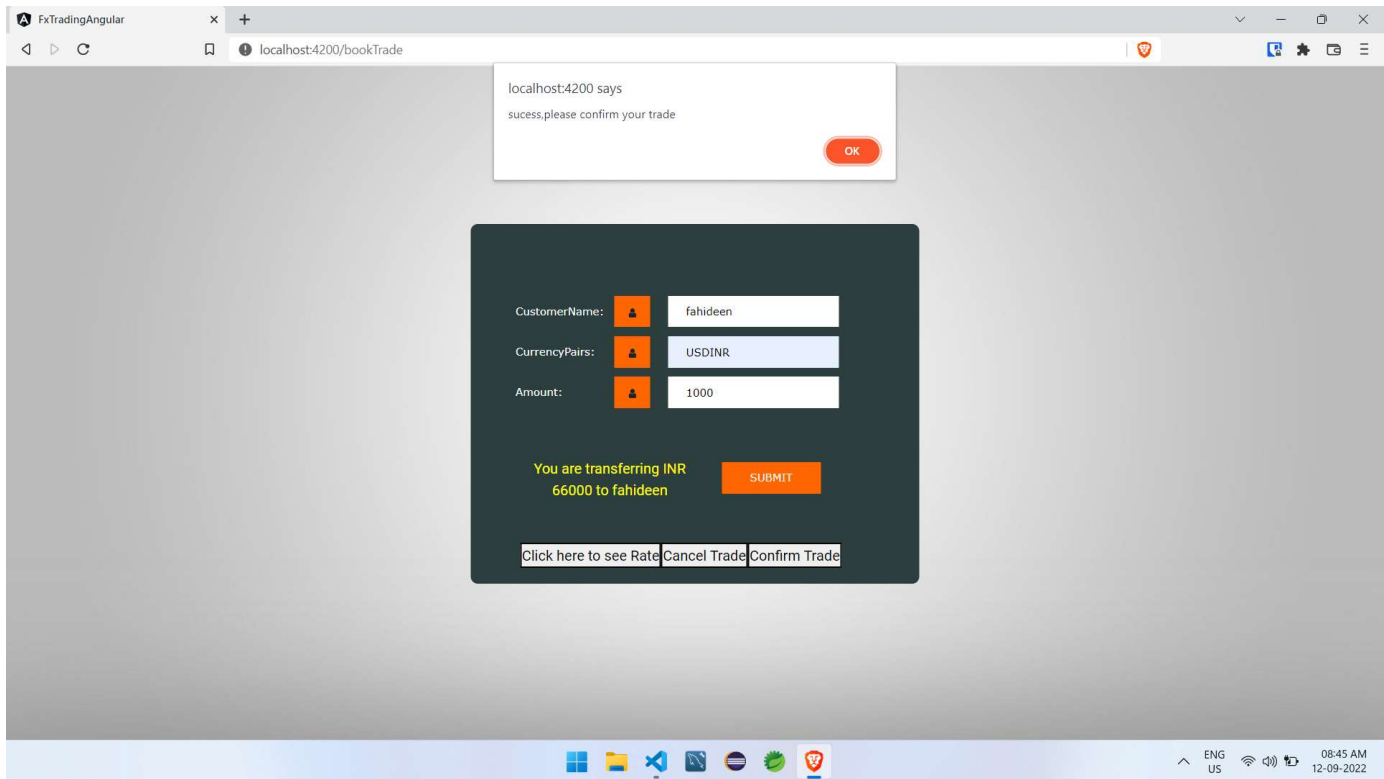 FxTradingAngular
localhost:4200/bookTrade
localhost:4200 says
sucess,please confirm your trade
OK
CustomerName:
fahideen
CurrencyPairs:
USDINR
Amount:
1000
You are transferring INR
66000 to fahideen
SUBMIT
Click here to see Rate
Cancel Trade
Confirm Trade
ENG
US
08:45 AM
12-09-2022